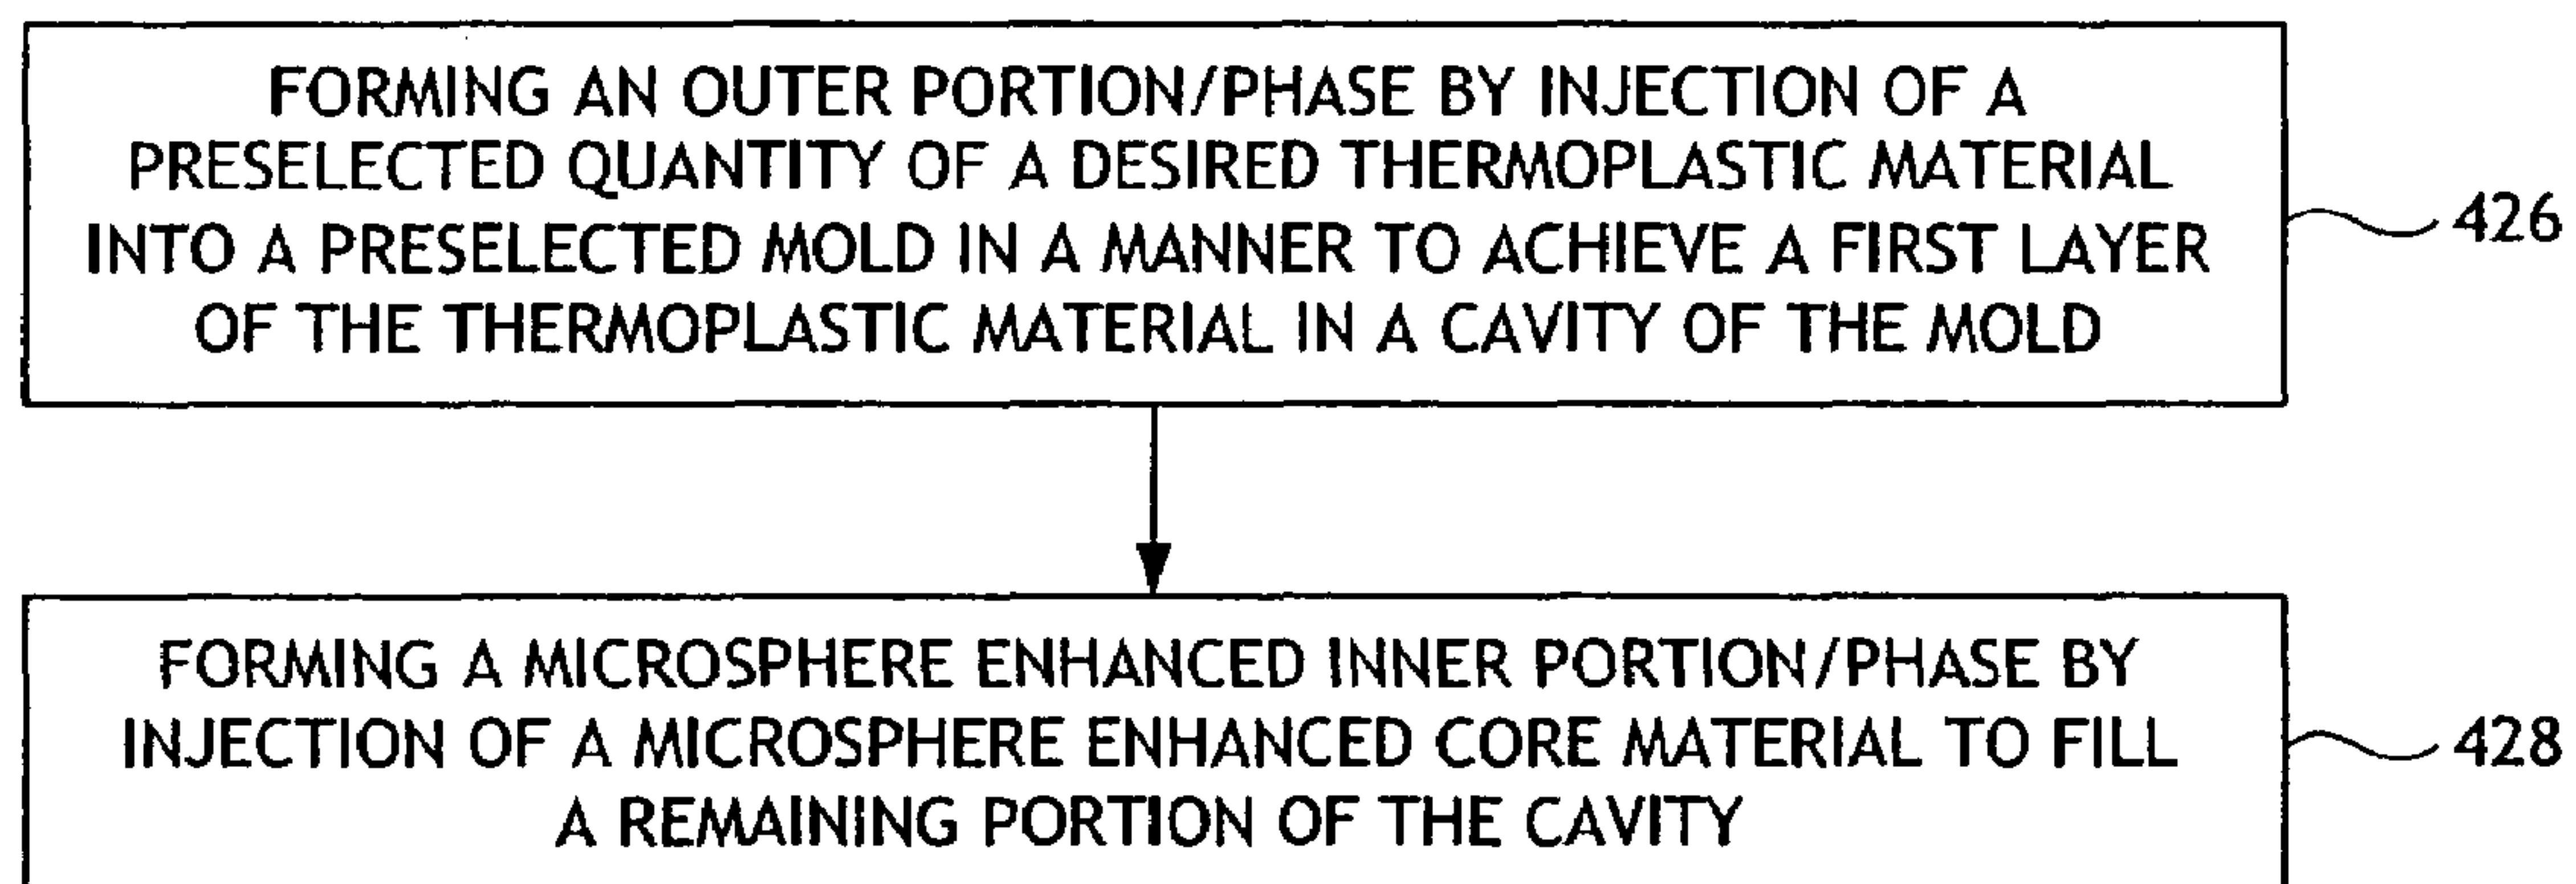 FORMING AN OUTER PORTION/PHASE BY INJECTION OF A
PRESELECTED QUANTITY OF A DESIRED THERMOPLASTIC MATERIAL
INTO A PRESELECTED MOLD IN A MANNER TO ACHIEVE A FIRST LAYER
OF THE THERMOPLASTIC MATERIAL IN A CAVITY OF THE MOLD
426
FORMING A MICROSPHERE ENHANCED INNER PORTION/PHASE BY
INJECTION OF A MICROSPHERE ENHANCED CORE MATERIAL TO FILL
A REMAINING PORTION OF THE CAVITY
428